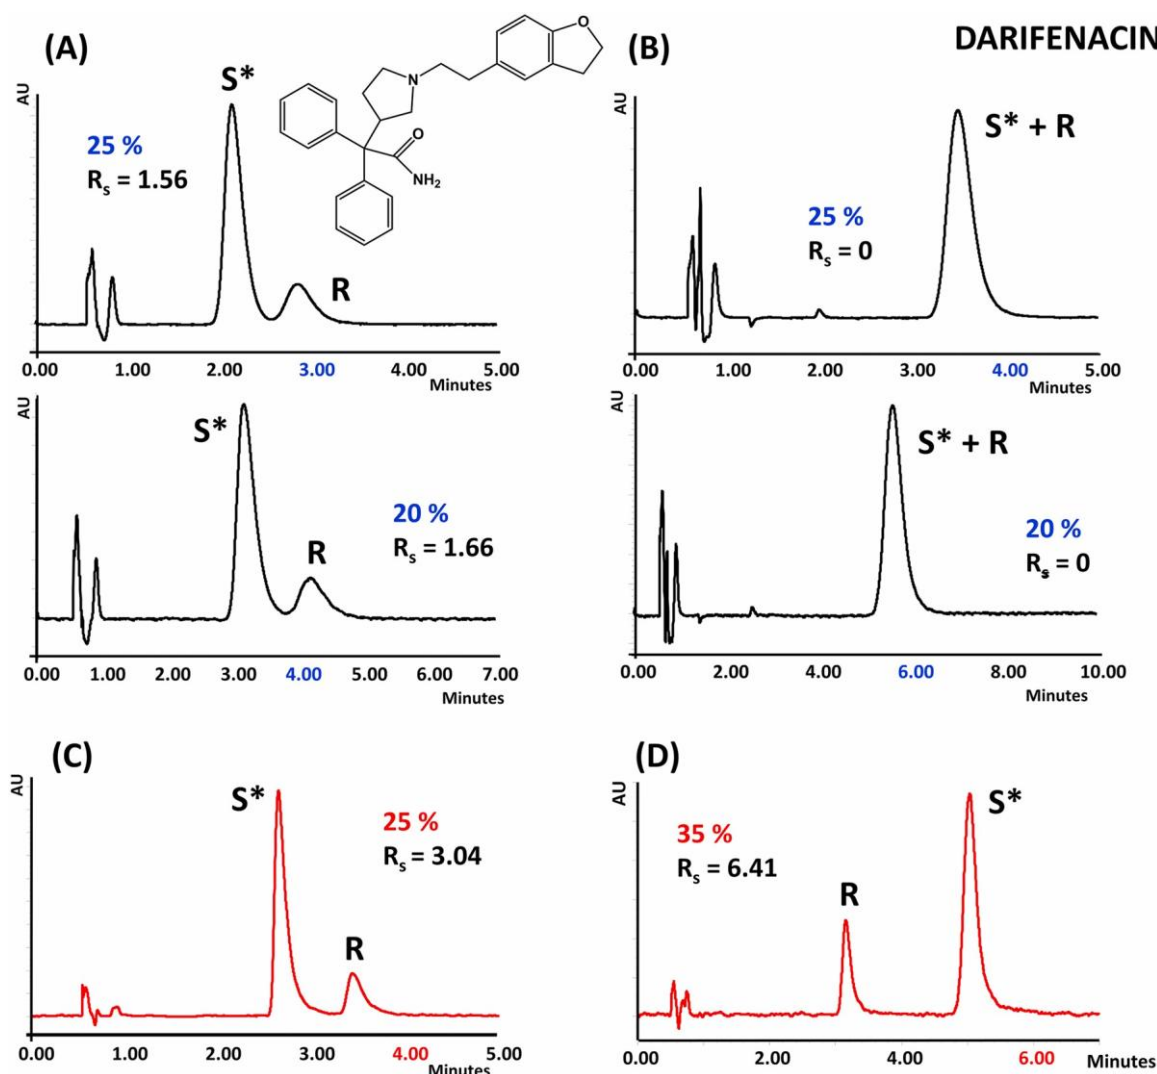 (A)
AU
S*
25 %
Rs = 1.56
R
N
O
NH2
O
0.00 1.00 2.00 3.00 4.00 5.00
Minutes
(B)
DARIFENACIN
AU
S* + R
25 %
Rs = 0
0.00 1.00 2.00 3.00 4.00 5.00
Minutes
AU
S*
20 %
Rs = 1.66
R
0.00 1.00 2.00 3.00 4.00 5.00 6.00 7.00
Minutes
AU
S* + R
20 %
Rs = 0
0.00 2.00 4.00 6.00 8.00 10.00
Minutes
(C)
AU
S*
25 %
Rs = 3.04
R
0.00 1.00 2.00 3.00 4.00 5.00
Minutes
(D)
AU
S*
35 %
Rs = 6.41
R
0.00 2.00 4.00 6.00 Minutes